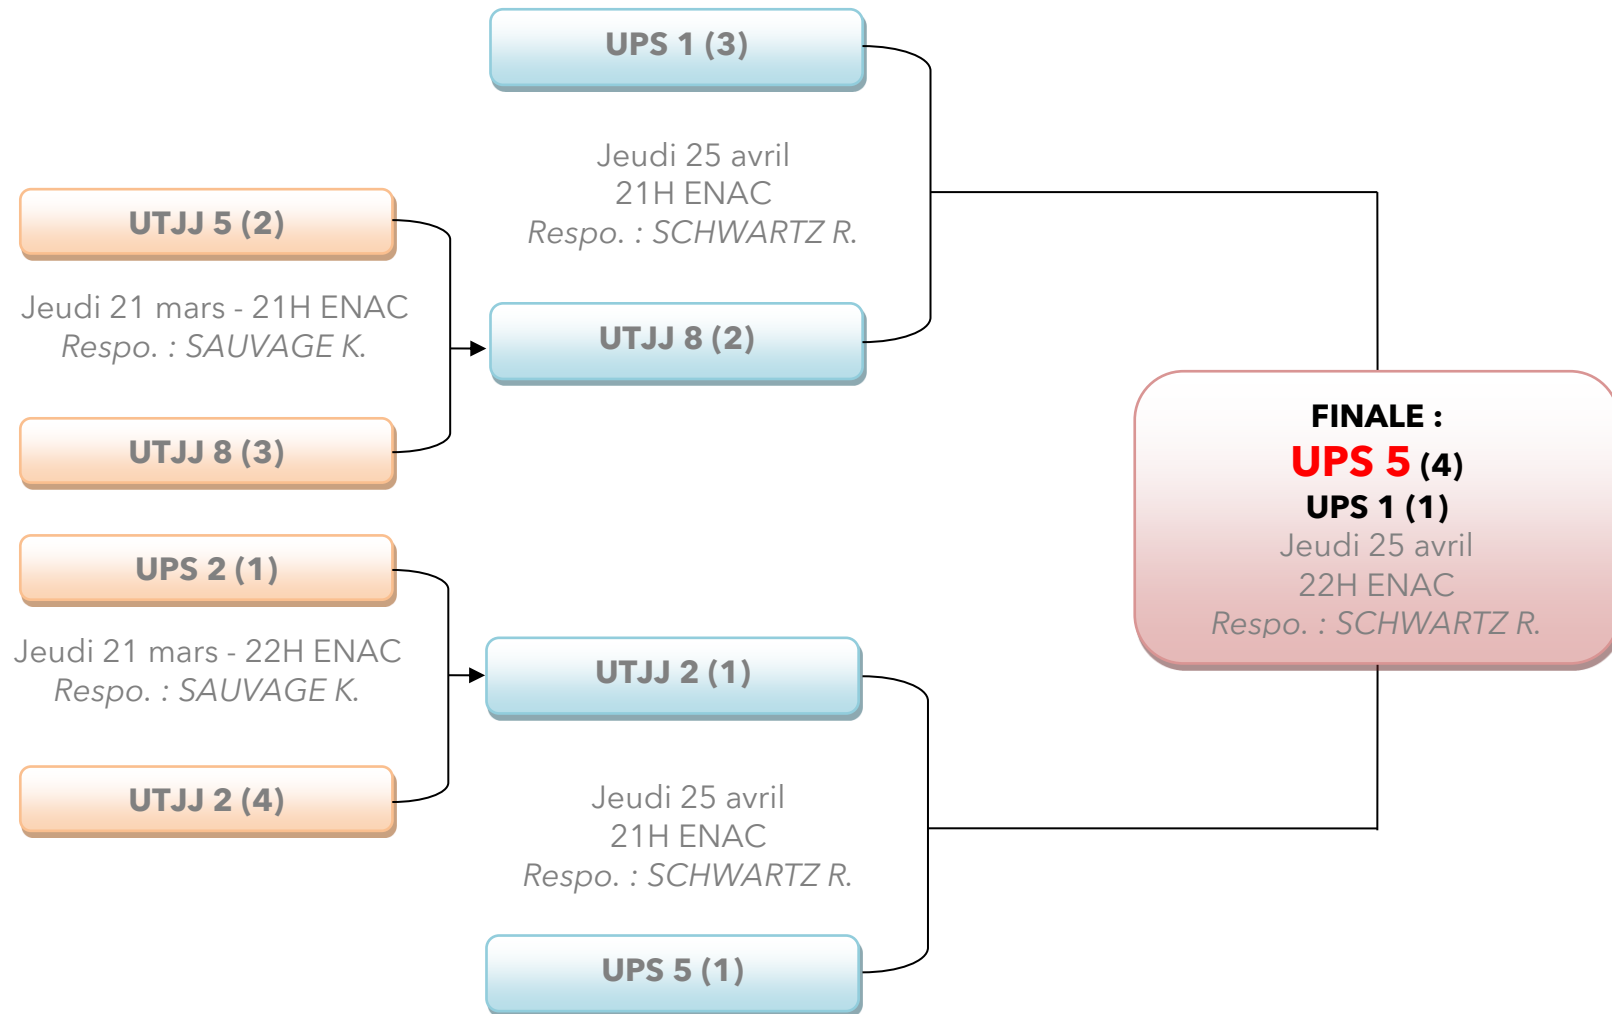 UTJJ 5 (2)
Jeudi 21 mars - 21H ENAC
Respo. : SAUVAGE K.
UTJJ 8 (3)
UPS 2 (1)
Jeudi 21 mars - 22H ENAC
Respo. : SAUVAGE K.
UTJJ 2 (4)
UPS 1 (3)
Jeudi 25 avril
21H ENAC
Respo. : SCHWARTZ R.
UTJJ 8 (2)
UTJJ 2 (1)
Jeudi 25 avril
21H ENAC
Respo. : SCHWARTZ R.
UPS 5 (1)
FINALE :
UPS 5 (4)
UPS 1 (1)
Jeudi 25 avril
22H ENAC
Respo. : SCHWARTZ R.